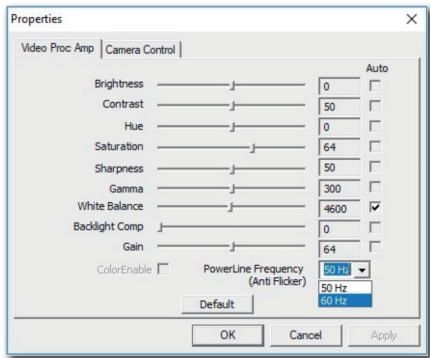 Properties
Video Proc Amp Camera Control
Auto
Brightness 0
Contrast 50
Hue 0
Saturation 64
Sharpness 50
Gamma 300
White Balance 4600
Backlight Comp 0
Gain 64
ColorEnable PowerLine Frequency 50 Hz
(Anti Flicker)
50 Hz
60 Hz
Default
OK Cancel Apply